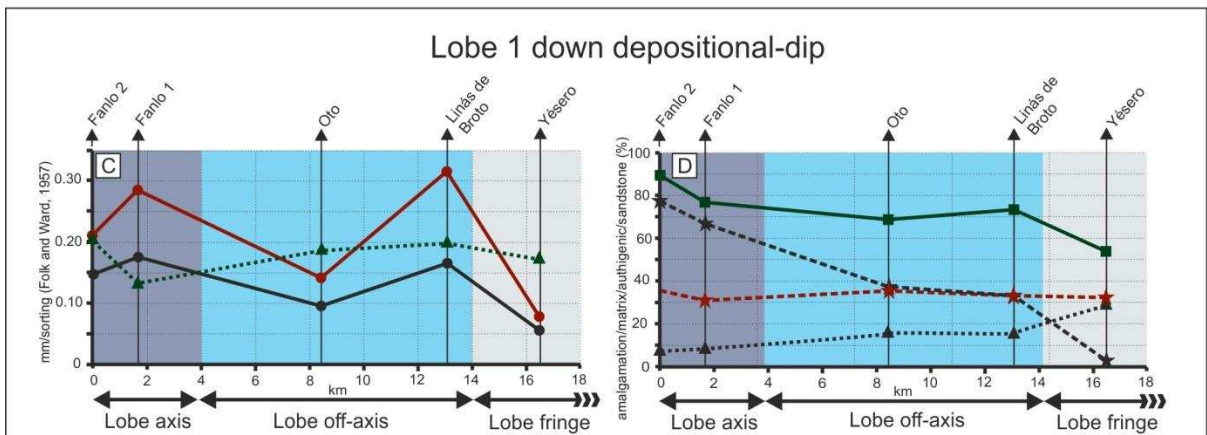 Lobe 1 down depositional-dip
Fanlo 2
Fanlo 1
Oto
Linás de
Broto
Yésero
C
mm/sorting (Folk and Ward, 1957)
0.30
0.20
0.10
0
0 2 4 6 8 10 12 14 16 18
km
Lobe axis
Lobe off-axis
Lobe fringe
Fanlo 2
Fanlo 1
Oto
Linás de
Broto
Yésero
D
amalgamation/matrix/authigenic/sandstone (%)
100
80
60
40
20
0
0 2 4 6 8 10 12 14 16 18
km
Lobe axis
Lobe off-axis
Lobe fringe